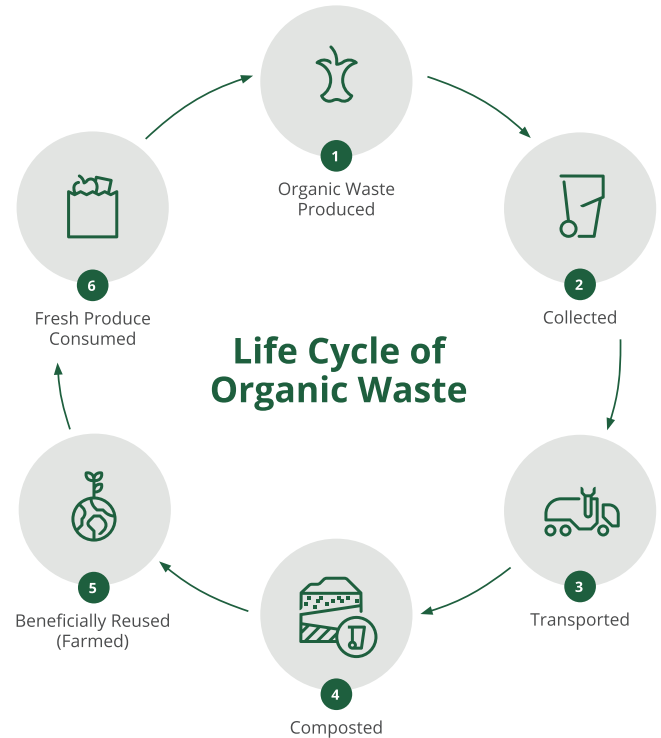 1
Organic Waste
Produced
2
Collected
3
Transported
4
Composted
5
Beneficially Reused
(Farmed)
6
Fresh Produce
Consumed
Life Cycle of
Organic Waste